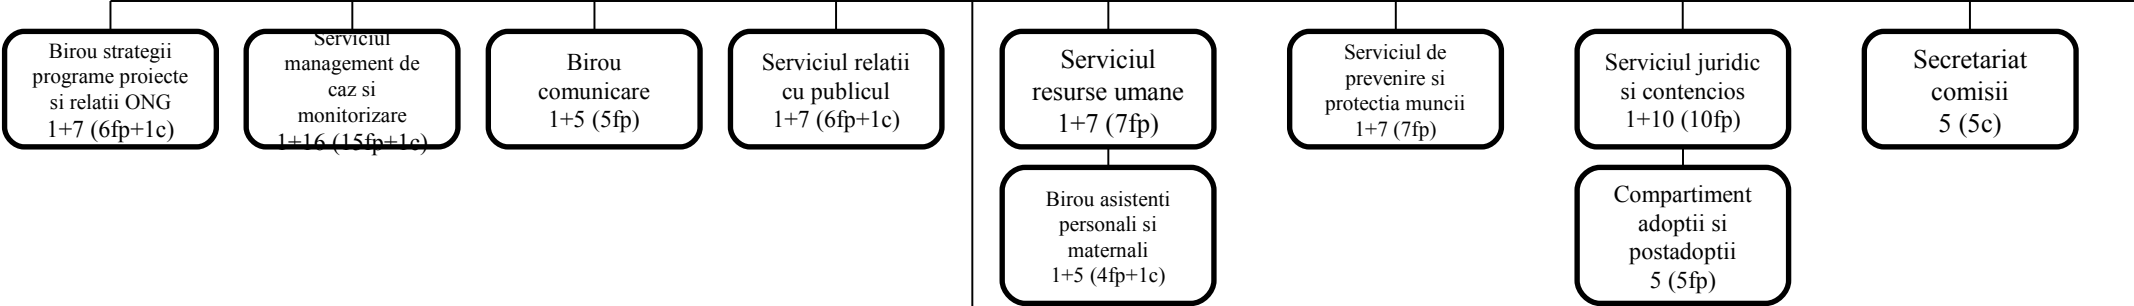 Birou strategii
programe proiecte
si relatii ONG
1+7 (6fp+1c)
Serviciul
management de
caz si
monitorizare
1+16 (15fp+1c)
Birou
comunicare
1+5 (5fp)
Serviciul relatii
cu publicul
1+7 (6fp+1c)
Serviciul
resurse umane
1+7 (7fp)
Serviciul de
prevenire si
protectia muncii
1+7 (7fp)
Serviciul juridic
si contencios
1+10 (10fp)
Secretariat
comisii
5 (5c)
Birou asistenti
personali si
maternali
1+5 (4fp+1c)
Compartiment
adoptii si
postadoptii
5 (5fp)